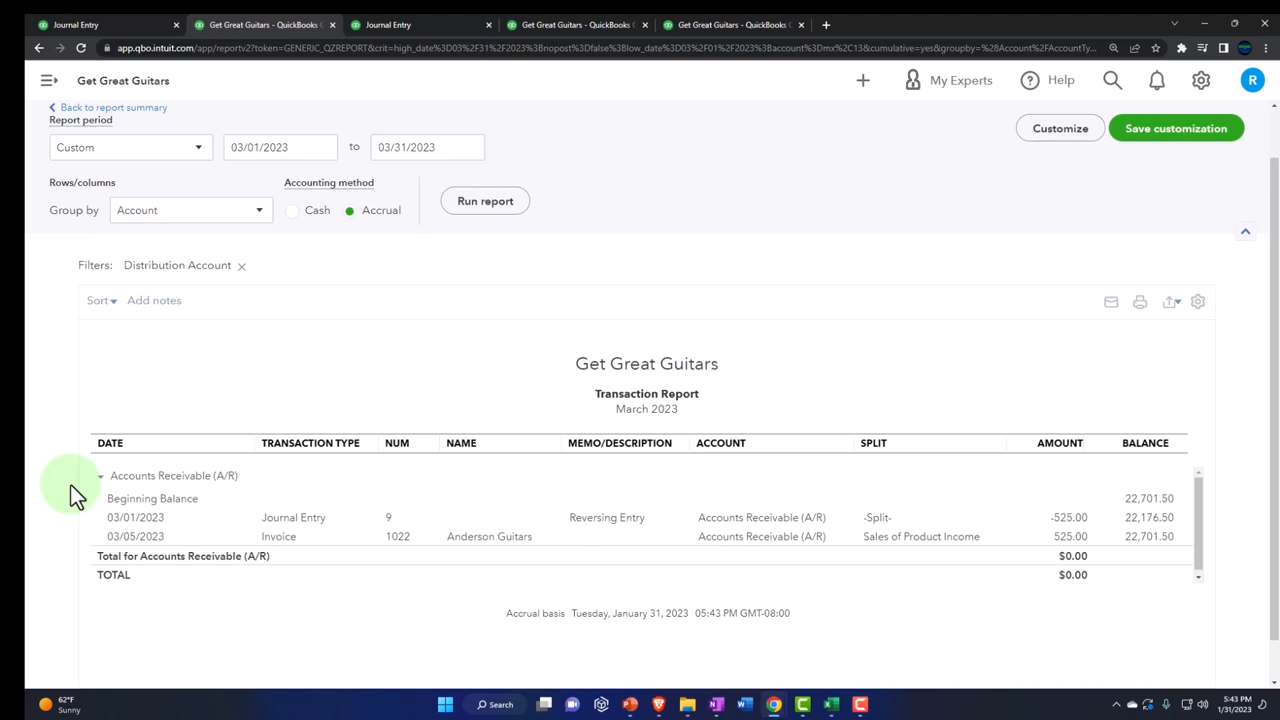 Journal Entry
Get Great Guitars - QuickBooks C
Journal Entry
Get Great Guitars - QuickBooks C
Get Great Guitars - QuickBooks C
app.qbo.intuit.com/app/reportv2?token=GENERIC_QZREPORT&crit=high_date%3D03%2F31%2F2023%3Bnopost%3Dfalse%3Blow_date%3D03%2F01%2F2023%3Baccount%3Dmx%2C13&cumulative=yes&groupby=%28Account%2FAccountTy...
Get Great Guitars
My Experts
Help
R
Back to report summary
Report period
Custom
03/01/2023
to
03/31/2023
Customize
Save customization
Rows/columns
Accounting method
Group by
Account
Cash
Accrual
Run report
Filters: Distribution Account
Sort
Add notes
Get Great Guitars
Transaction Report
March 2023
DATE TRANSACTION TYPE NUM NAME MEMO/DESCRIPTION ACCOUNT SPLIT AMOUNT BALANCE
Accounts Receivable (A/R)
Beginning Balance 22,701.50
03/01/2023 Journal Entry 9 Reversing Entry Accounts Receivable (A/R) -Split- -525.00 22,176.50
03/05/2023 Invoice 1022 Anderson Guitars Accounts Receivable (A/R) Sales of Product Income 525.00 22,701.50
Total for Accounts Receivable (A/R) $0.00
TOTAL $0.00
Accrual basis Tuesday, January 31, 2023 05:43 PM GMT-08:00
62°F
Sunny
Search
5:43 PM
1/31/2023